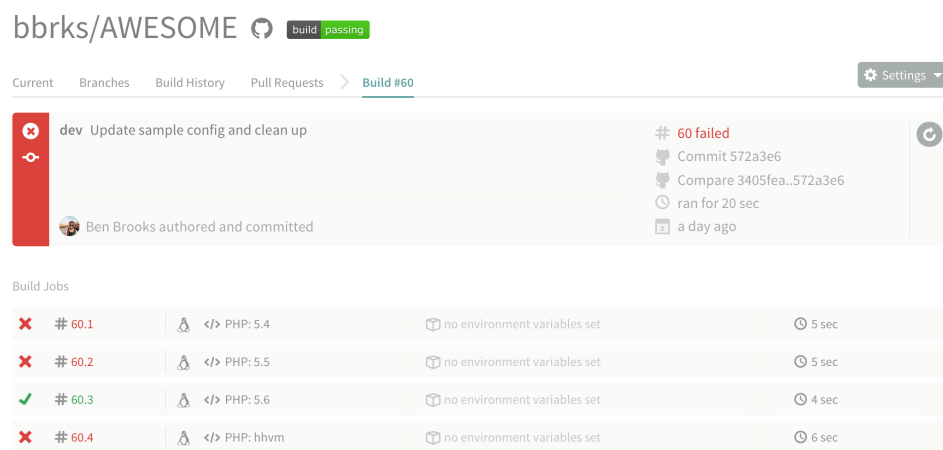 bbrks/AWESOME build passing
Current Branches Build History Pull Requests Build #60 Settings
dev Update sample config and clean up
# 60 failed
Commit 572a3e6
Compare 3405fea..572a3e6
ran for 20 sec
Ben Brooks authored and committed
a day ago
Build Jobs
# 60.1 </> PHP: 5.4 no environment variables set 5 sec
# 60.2 </> PHP: 5.5 no environment variables set 5 sec
# 60.3 </> PHP: 5.6 no environment variables set 4 sec
# 60.4 </> PHP: hhvm no environment variables set 6 sec